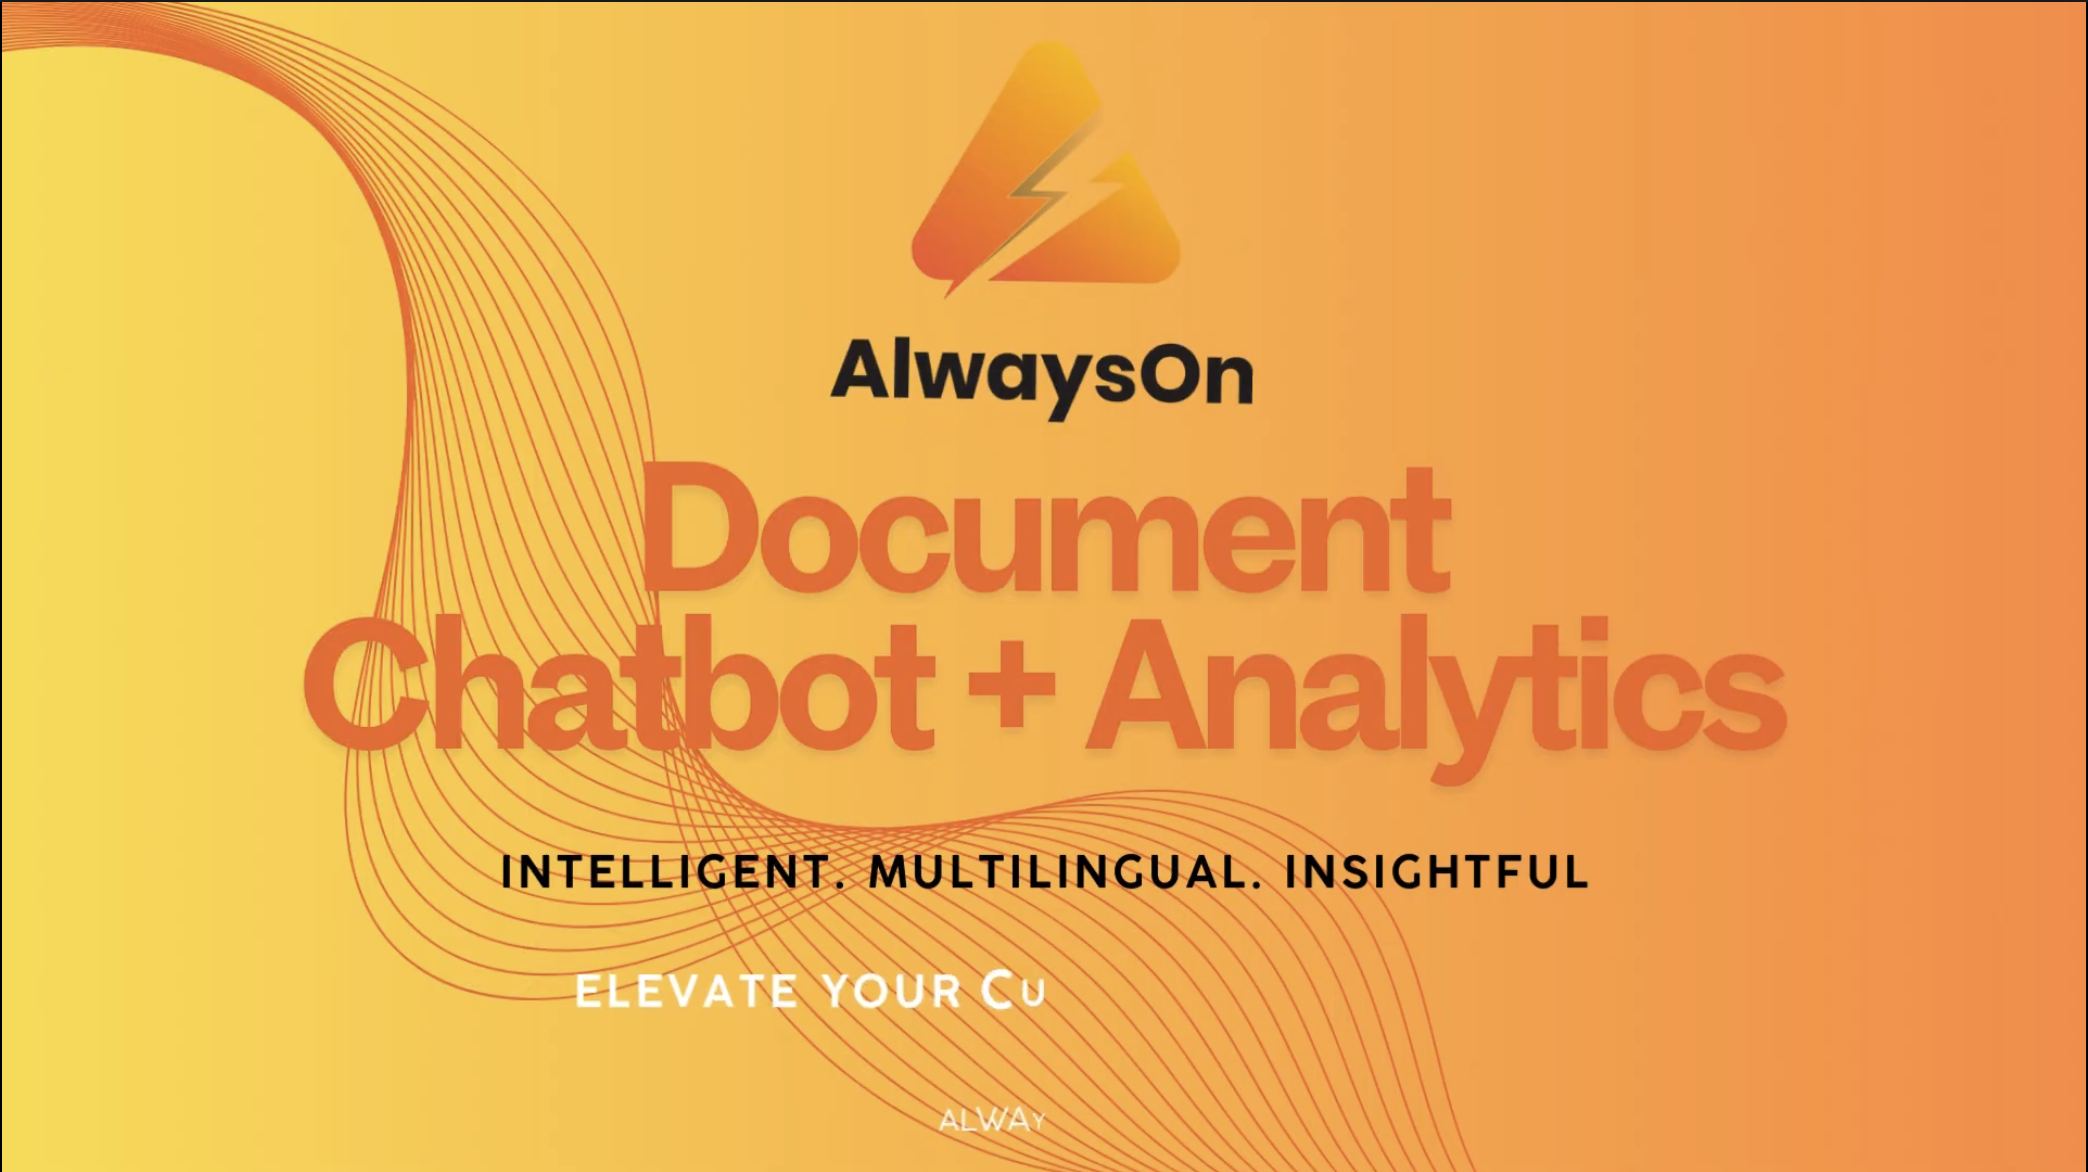 AlwaysOn
Document
Chatbot + Analytics
INTELLIGENT. MULTILINGUAL. INSIGHTFUL
ELEVATE YOUR CU
ALWAY